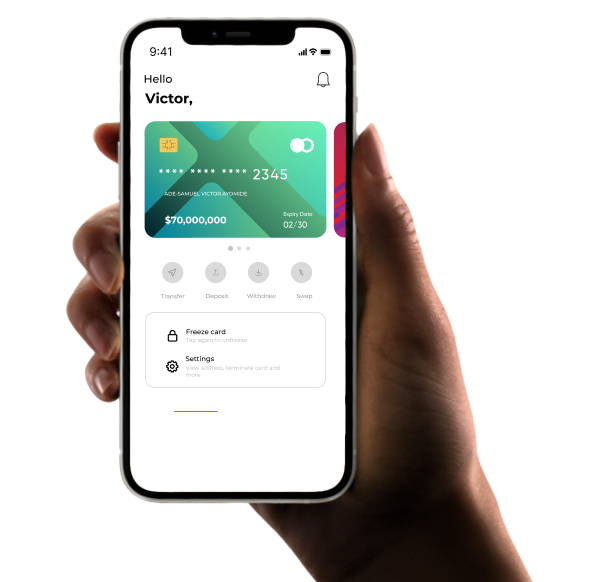 9:41
Hello
Victor,
**** **** **** 2345
ADE-SAMUEL VICTOR AYOMIDE
$70,000,000
Expiry Date
02/30
Transfer
Deposit
Withdraw
Swap
Freeze card
Tap again to unfreeze
Settings
View address, terminate card and
more